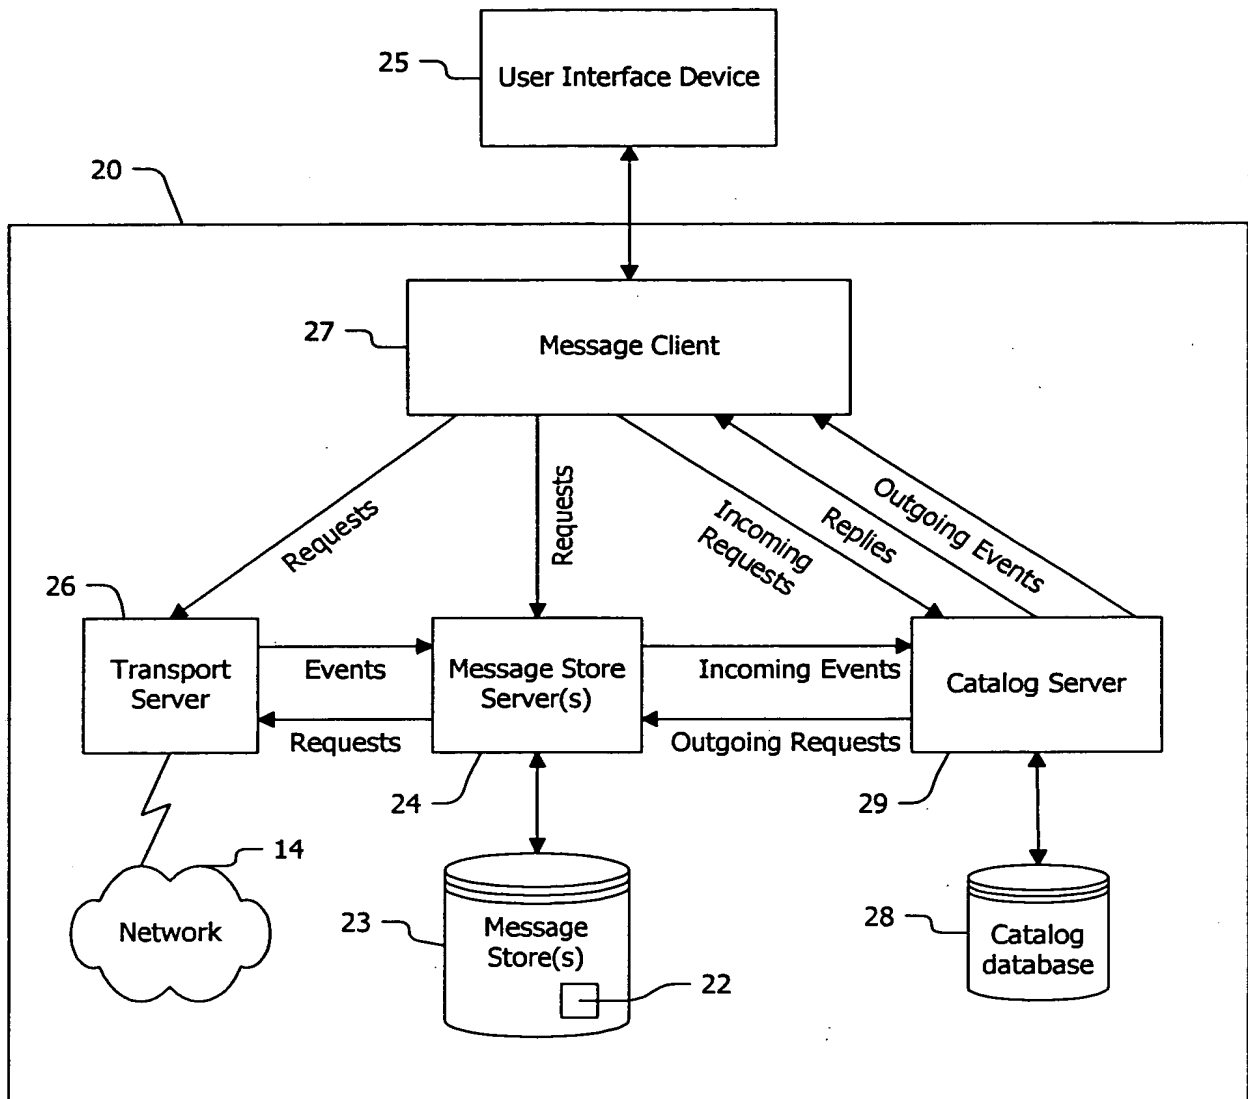 25
User Interface Device
20
27
Message Client
Requests
Requests
Incoming
Requests
Replies
Outgoing Events
26
Transport
Server
Events
Requests
Message Store
Server(s)
Incoming Events
Outgoing Requests
Catalog Server
24
29
14
Network
23
Message
Store(s)
22
28
Catalog
database